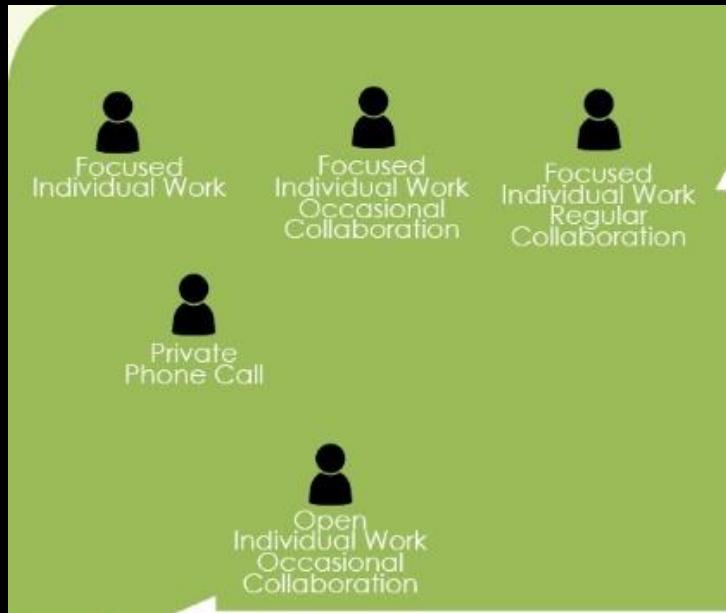 Focused
Individual Work
Focused
Individual Work
Occasional
Collaboration
Focused
Individual Work
Regular
Collaboration
Private
Phone Call
Open
Individual Work
Occasional
Collaboration